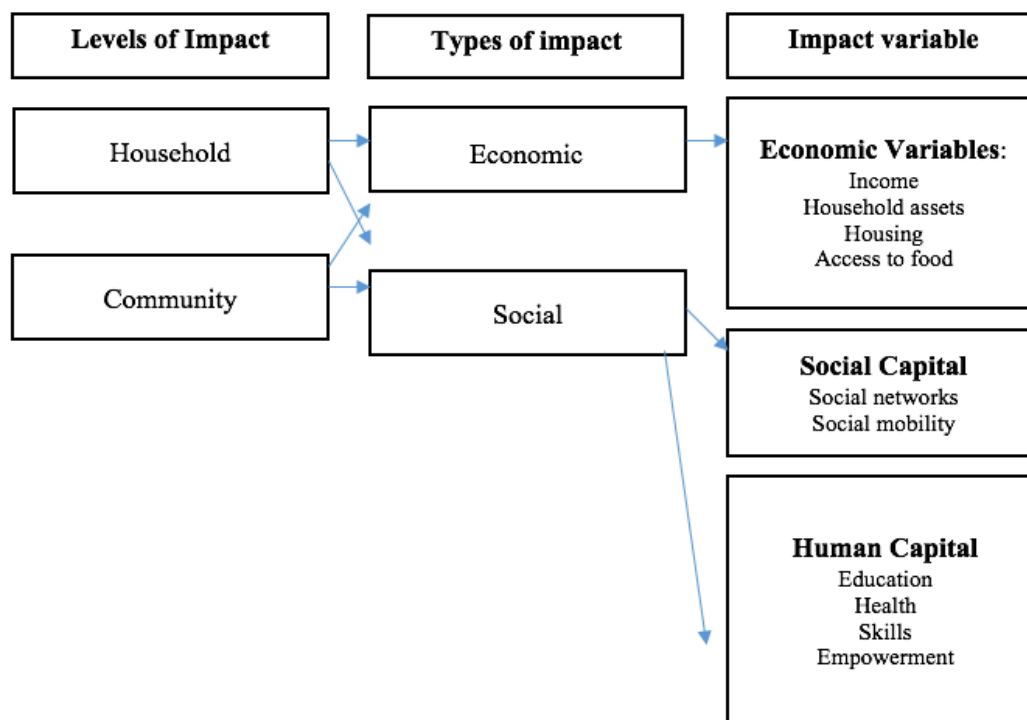 Levels of Impact
Types of impact
Impact variable
Household
Economic
Economic Variables:
Income
Household assets
Housing
Access to food
Community
Social
Social Capital
Social networks
Social mobility
Human Capital
Education
Health
Skills
Empowerment